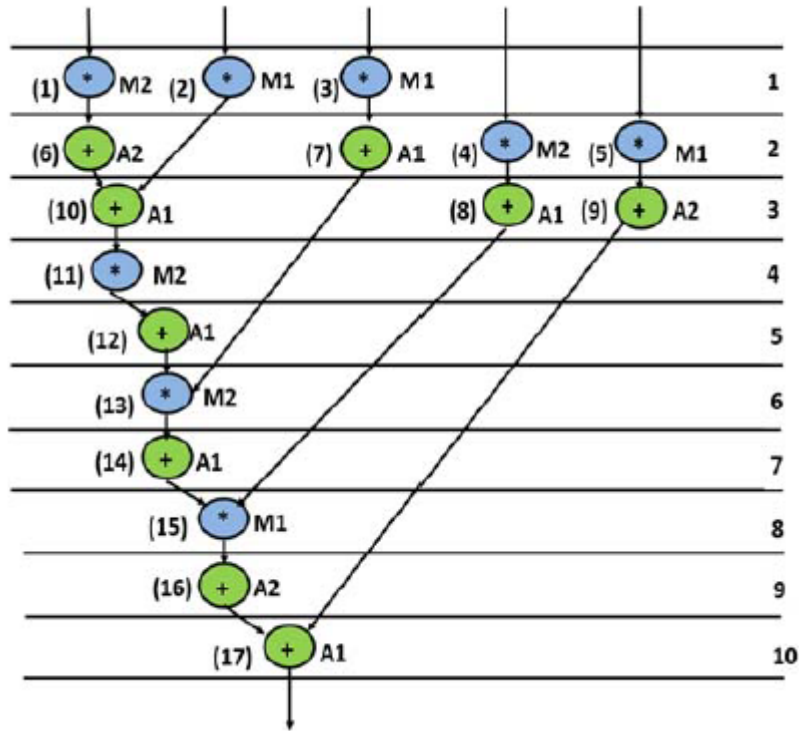 (1) * M2 (2) * M1 (3) * M1 1
(6) + A2 (7) + A1 (4) * M2 (5) * M1 2
(10) + A1 (8) + A1 (9) + A2 3
(11) * M2 4
(12) + A1 5
(13) * M2 6
(14) + A1 7
(15) * M1 8
(16) + A2 9
(17) + A1 10